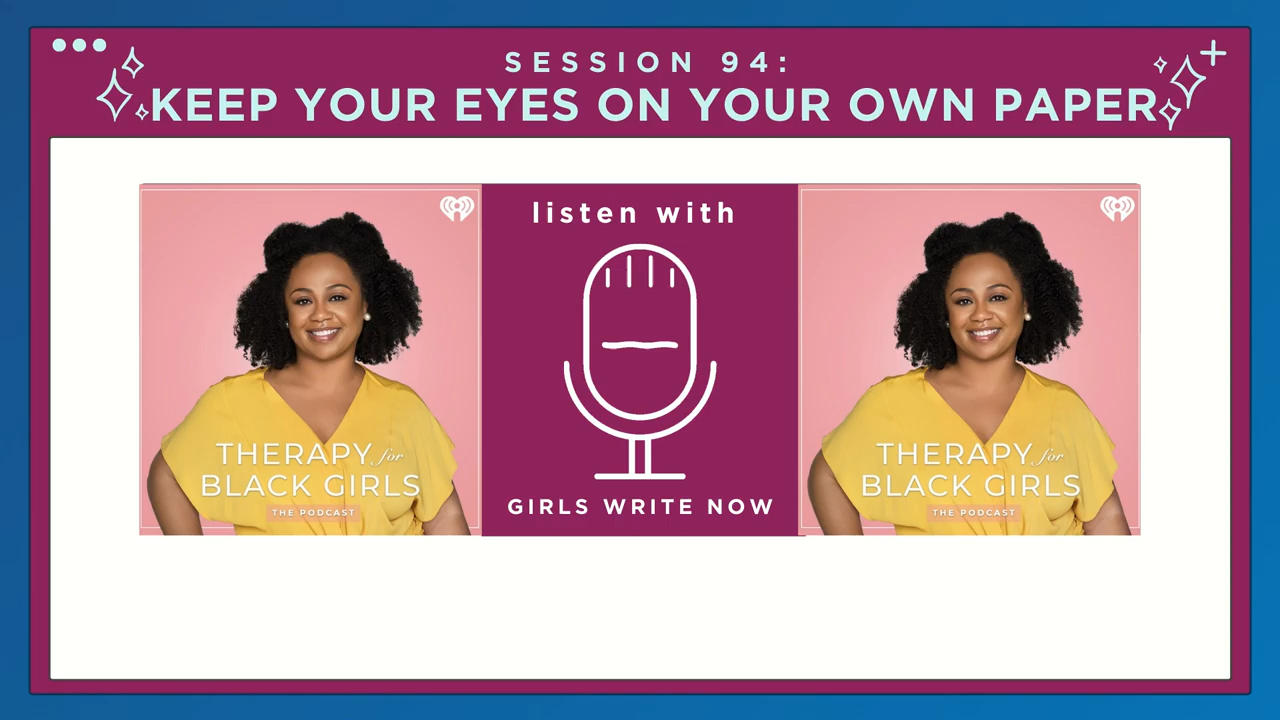 SESSION 94:
KEEP YOUR EYES ON YOUR OWN PAPER
THERAPY for
BLACK GIRLS
THE PODCAST
listen with
GIRLS WRITE NOW
THERAPY for
BLACK GIRLS
THE PODCAST